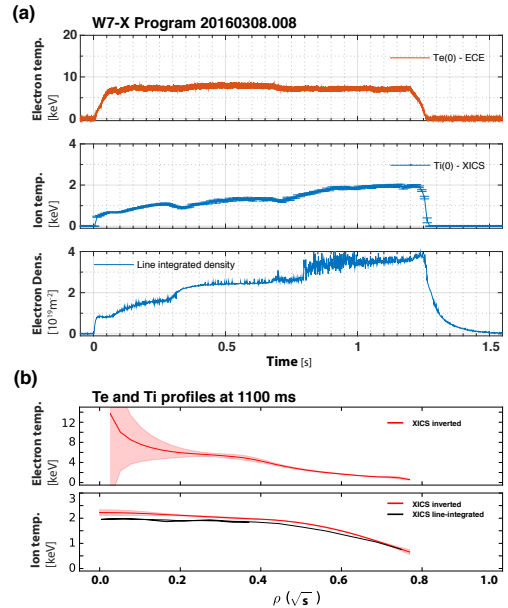 (a)
W7-X Program 20160308.008
Electron temp.
[keV]
20
10
0
Te(0) - ECE
Ion temp.
[keV]
4
2
0
Ti(0) - XICS
Electron Dens.
[10¹⁹m⁻²]
4
2
0
Line integrated density
0 0.5 1 1.5
Time [s]
(b)
Te and Ti profiles at 1100 ms
Electron temp.
[keV]
12
8
4
0
XICS inverted
Ion temp.
[keV]
3
2
1
0
XICS inverted
XICS line-integrated
0.0 0.2 0.4 0.6 0.8 1.0
ρ (√s)